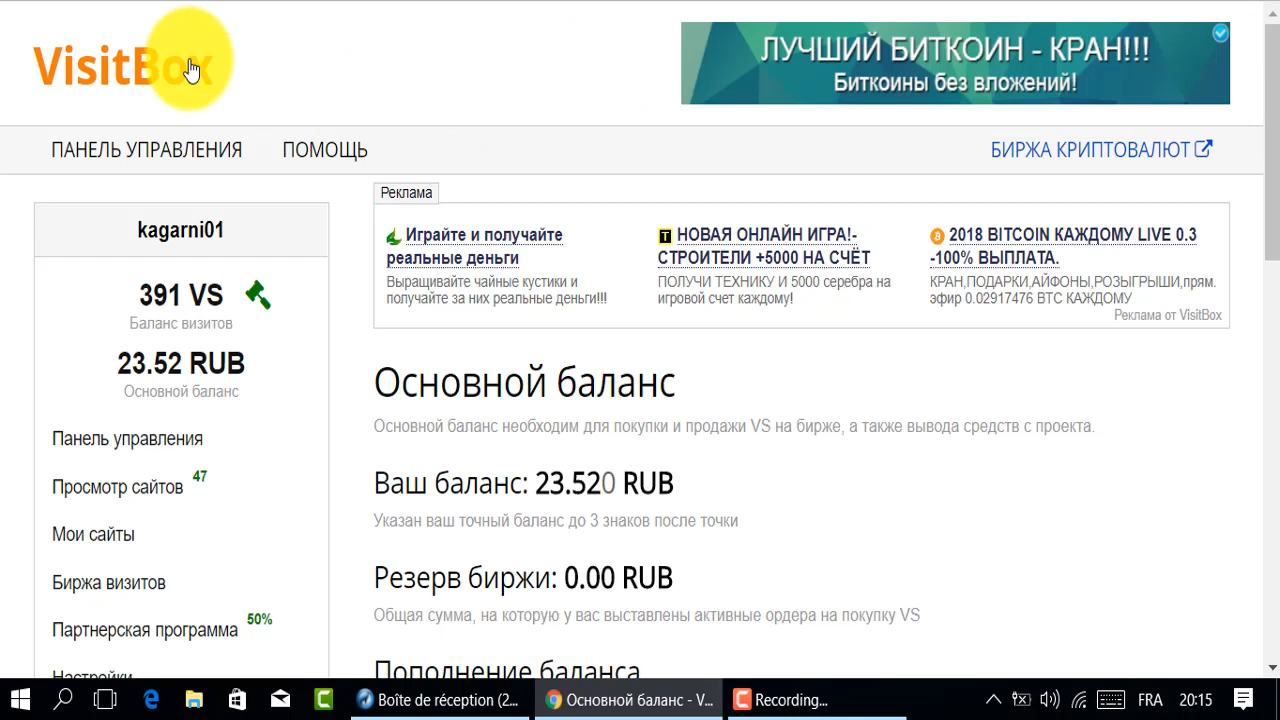 VisitBox
ЛУЧШИЙ БИТКОИН - КРАН!!!
Биткоины без вложений!
ПАНЕЛЬ УПРАВЛЕНИЯ
ПОМОЩЬ
БИРЖА КРИПТОВАЛЮТ
kagarni01
391 VS
Баланс визитов
23.52 RUB
Основной баланс
Панель управления
Просмотр сайтов 47
Мои сайты
Биржа визитов
Партнерская программа 50%
Настройки
Реклама
Играйте и получайте
реальные деньги
Выращивайте чайные кустики и
получайте за них реальные деньги!!!
T НОВАЯ ОНЛАЙН ИГРА!-
СТРОИТЕЛИ +5000 НА СЧЁТ
ПОЛУЧИ ТЕХНИКУ И 5000 серебра на
игровой счет каждому!
2018 BITCOIN КАЖДОМУ LIVE 0.3
-100% ВЫПЛАТА.
КРАН,ПОДАРКИ,АЙФОНЫ,РОЗЫГРЫШИ,прям.
эфир 0.02917476 BTC КАЖДОМУ
Реклама от VisitBox
Основной баланс
Основной баланс необходим для покупки и продажи VS на бирже, а также вывода средств с проекта.
Ваш баланс: 23.520 RUB
Указан ваш точный баланс до 3 знаков после точки
Резерв биржи: 0.00 RUB
Общая сумма, на которую у вас выставлены активные ордера на покупку VS
Пополнение баланса
Boîte de réception (2...
Основной баланс - V...
Recording...
FRA
20:15